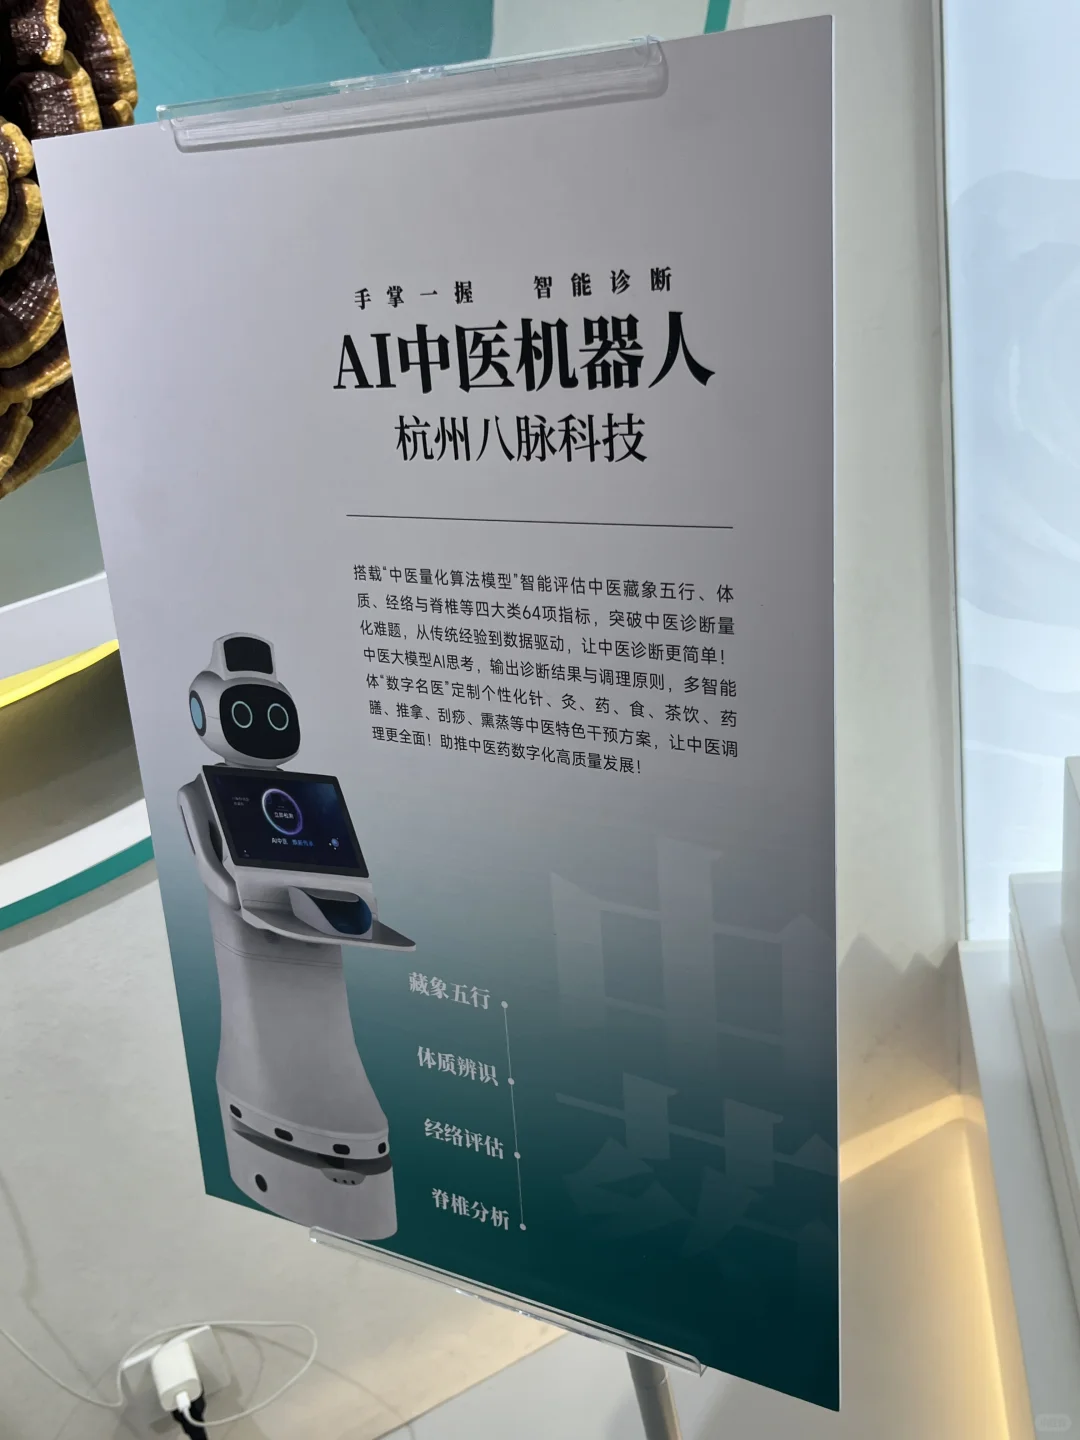 手掌一握 智能诊断
AI中医机器人
杭州八脉科技
搭载“中医量化算法模型”智能评估中医藏象五行、体
质、经络与脊椎等四大类64项指标，突破中医诊断量
化难题，从传统经验到数据驱动，让中医诊断更简单！
中医大模型AI思考，输出诊断结果与调理原则，多智能
体“数字名医”定制个性化针、灸、药、食、茶饮、药
膳、推拿、刮痧、熏蒸等中医特色干预方案，让中医调
理更全面！助推中医药数字化高质量发展！
立即检测
AI中医
藏象五行
体质辨识
经络评估
脊椎分析